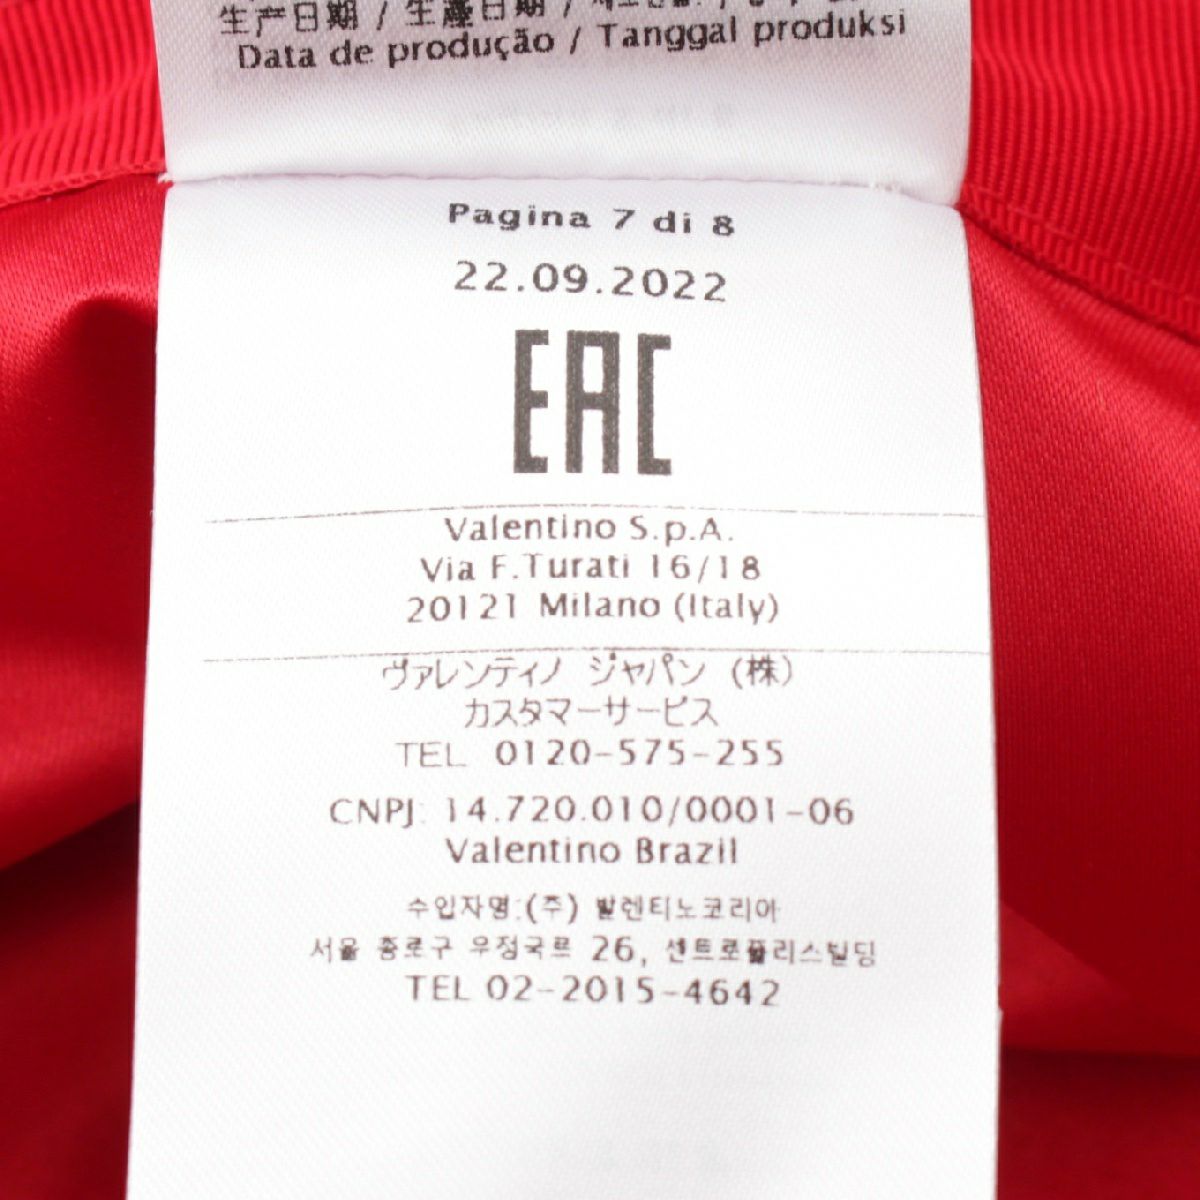 生产日期 / 生產日期 /
Data de produção / Tanggal produksi
Pagina 7 di 8
22.09.2022
EAC
Valentino S.p.A.
Via F.Turati 16/18
20121 Milano (Italy)
ヴァレンティノ ジャパン (株)
カスタマーサービス
TEL 0120-575-255
CNPJ: 14.720.010/0001-06
Valentino Brazil
수입자명:(주) 발렌티노코리아
서울 종로구 우정국로 26, 센트로폴리스빌딩
TEL 02-2015-4642